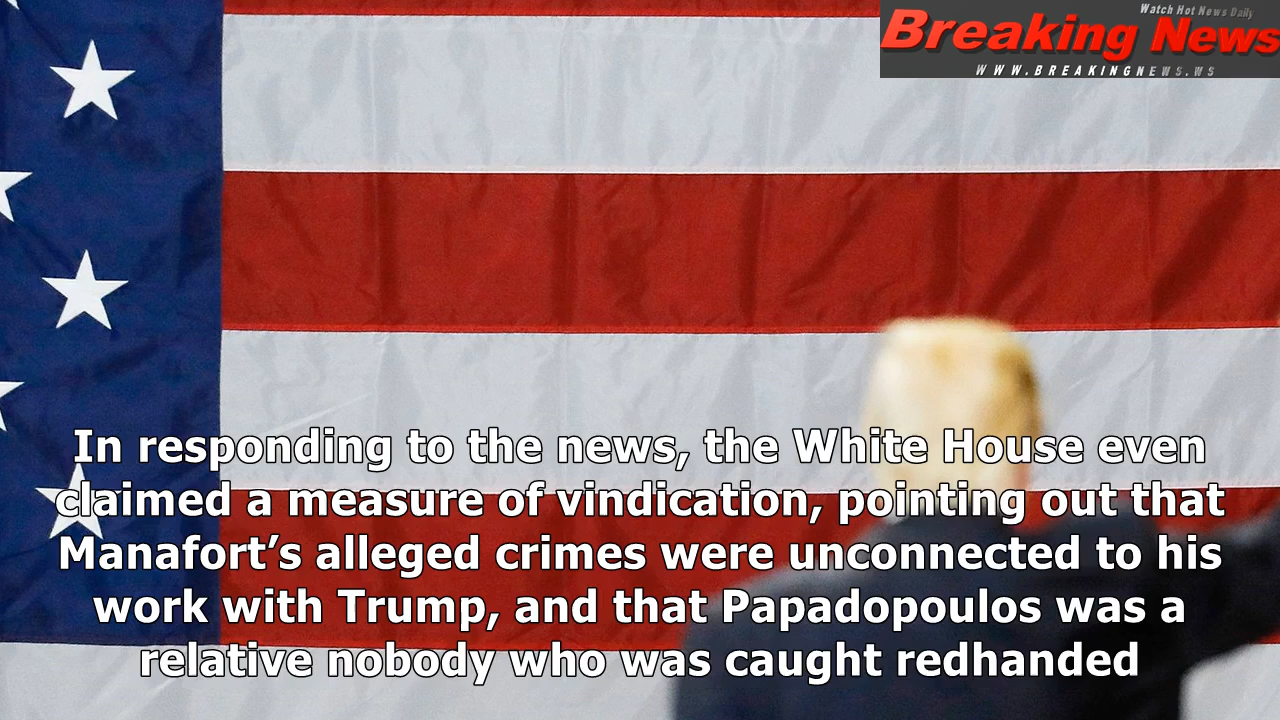 Watch Hot News Daily
Breaking News
WWW.BREAKINGNEWS.WS
In responding to the news, the White House even
claimed a measure of vindication, pointing out that
Manafort’s alleged crimes were unconnected to his
work with Trump, and that Papadopoulos was a
relative nobody who was caught redhanded